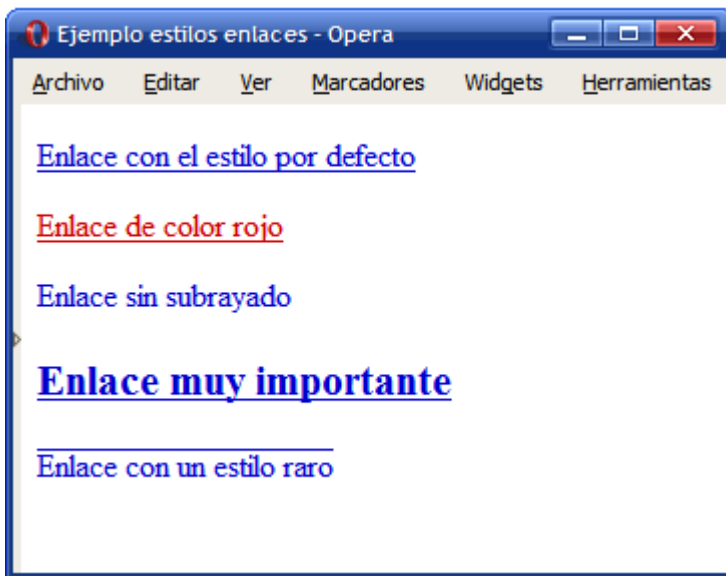 Ejemplo estilos enlaces - Opera
Archivo Editar Ver Marcadores Widgets Herramientas
Enlace con el estilo por defecto
Enlace de color rojo
Enlace sin subrayado
Enlace muy importante
Enlace con un estilo raro